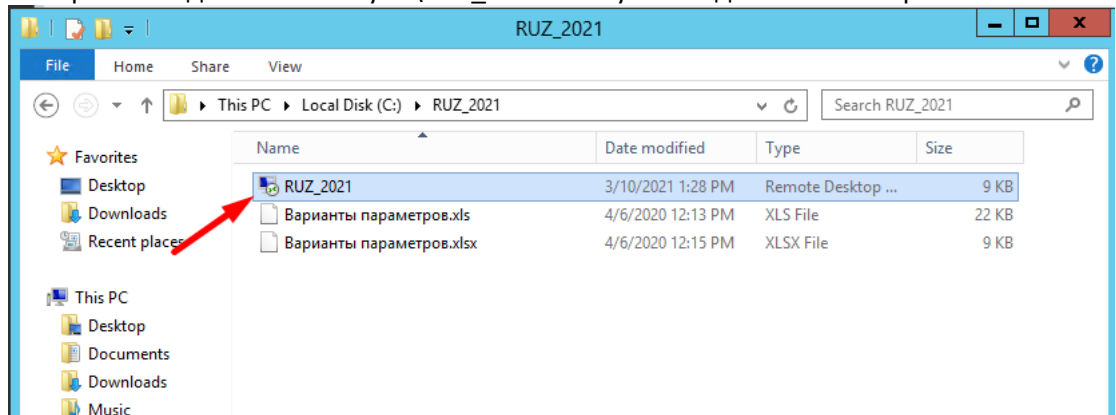 RUZ_2021
File Home Share View
This PC Local Disk (C:) RUZ_2021
Search RUZ_2021
Name Date modified Type Size
Favorites
Desktop
Downloads
Recent places
This PC
Desktop
Documents
Downloads
Music
RUZ_2021 3/10/2021 1:28 PM Remote Desktop ... 9 KB
Варианты параметров.xls 4/6/2020 12:13 PM XLS File 22 KB
Варианты параметров.xlsx 4/6/2020 12:15 PM XLSX File 9 KB